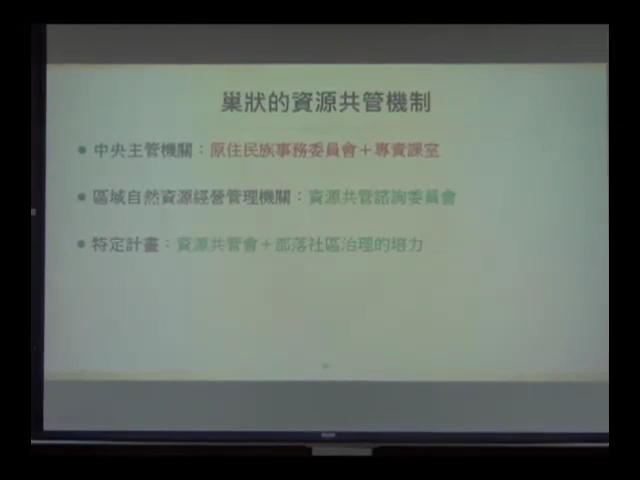 巢狀的資源共管機制
● 中央主管機關：原住民族事務委員會＋專責課室
● 區域自然資源經營管理機關：資源共管諮詢委員會
● 特定計畫：資源共管會＋部落社區治理的培力